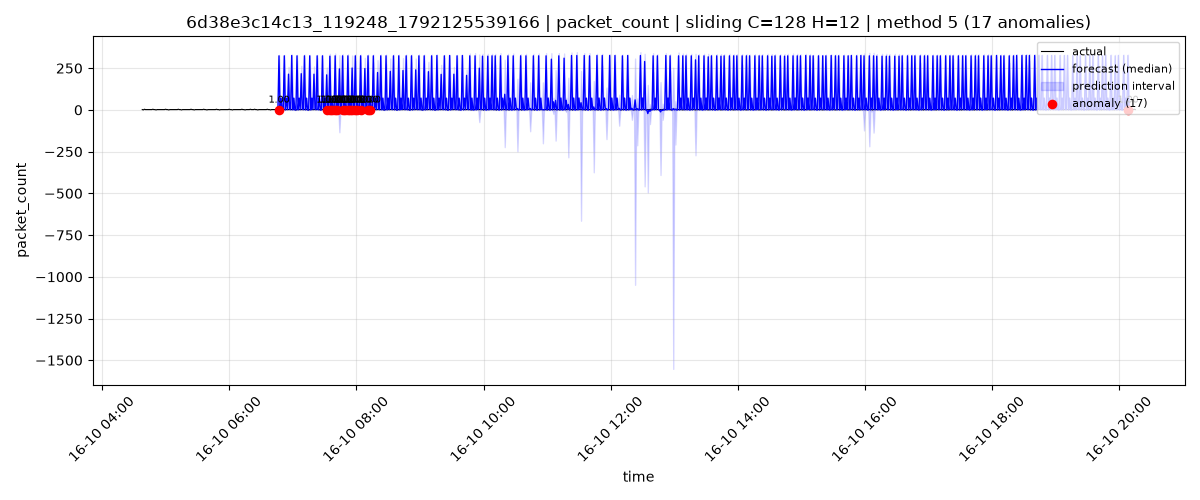 6d38e3c14c13_119248_1792125539166 | packet_count | sliding C=128 H=12 | method 5 (17 anomalies)
packet_count
250
0
−250
−500
−750
−1000
−1250
−1500
actual
forecast (median)
prediction interval
anomaly (17)
16-10 04:00
16-10 06:00
16-10 08:00
16-10 10:00
16-10 12:00
16-10 14:00
16-10 16:00
16-10 18:00
16-10 20:00
time